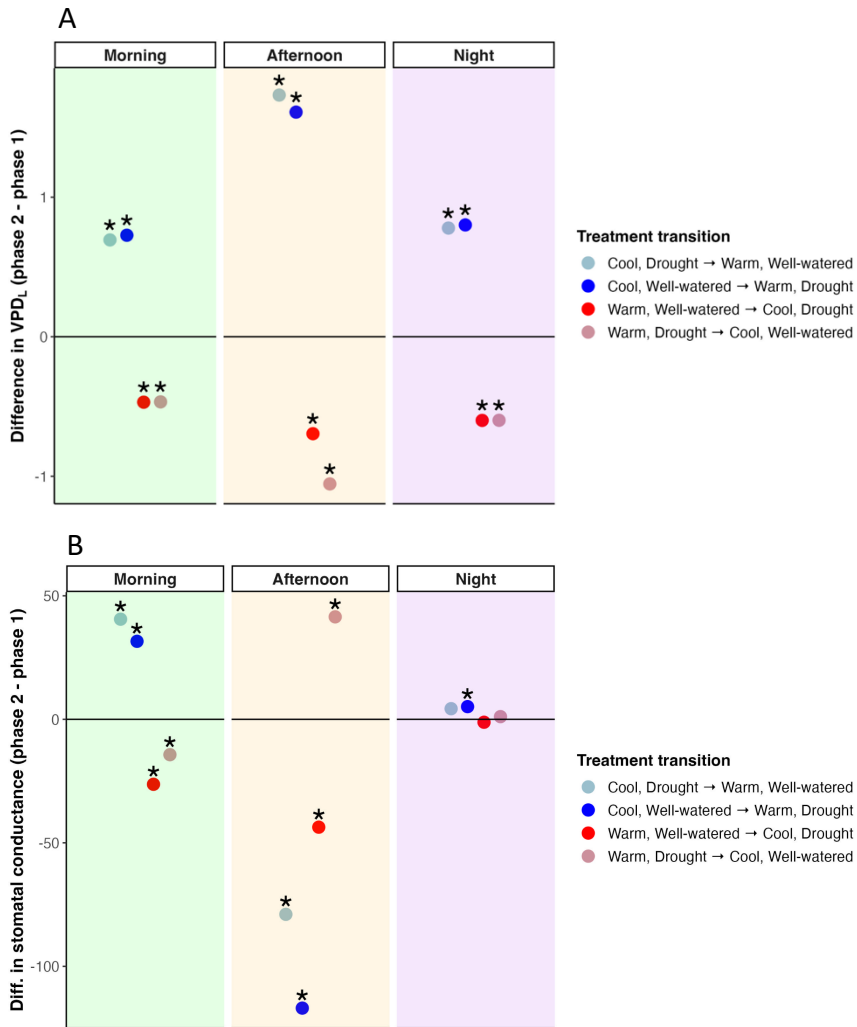 A
Morning Afternoon Night
Difference in VPDL (phase 2 - phase 1)
1
0
-1
* * * * * * * * * * * *
Treatment transition
Cool, Drought → Warm, Well-watered
Cool, Well-watered → Warm, Drought
Warm, Well-watered → Cool, Drought
Warm, Drought → Cool, Well-watered
B
Morning Afternoon Night
Diff. in stomatal conductance (phase 2 - phase 1)
50
0
-50
-100
* * * * * * * * *
Treatment transition
Cool, Drought → Warm, Well-watered
Cool, Well-watered → Warm, Drought
Warm, Well-watered → Cool, Drought
Warm, Drought → Cool, Well-watered